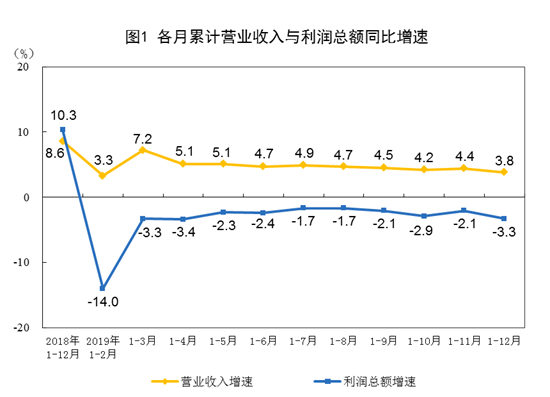 图1 各月累计营业收入与利润总额同比增速
(%)
20
10
0
-10
-20
10.3
8.6
3.3
7.2
5.1
5.1
4.7
4.9
4.7
4.5
4.2
4.4
3.8
-14.0
-3.3
-3.4
-2.3
-2.4
-1.7
-1.7
-2.1
-2.9
-2.1
-3.3
2018年
1-12月
2019年
1-2月
1-3月
1-4月
1-5月
1-6月
1-7月
1-8月
1-9月
1-10月
1-11月
1-12月
营业收入增速
利润总额增速